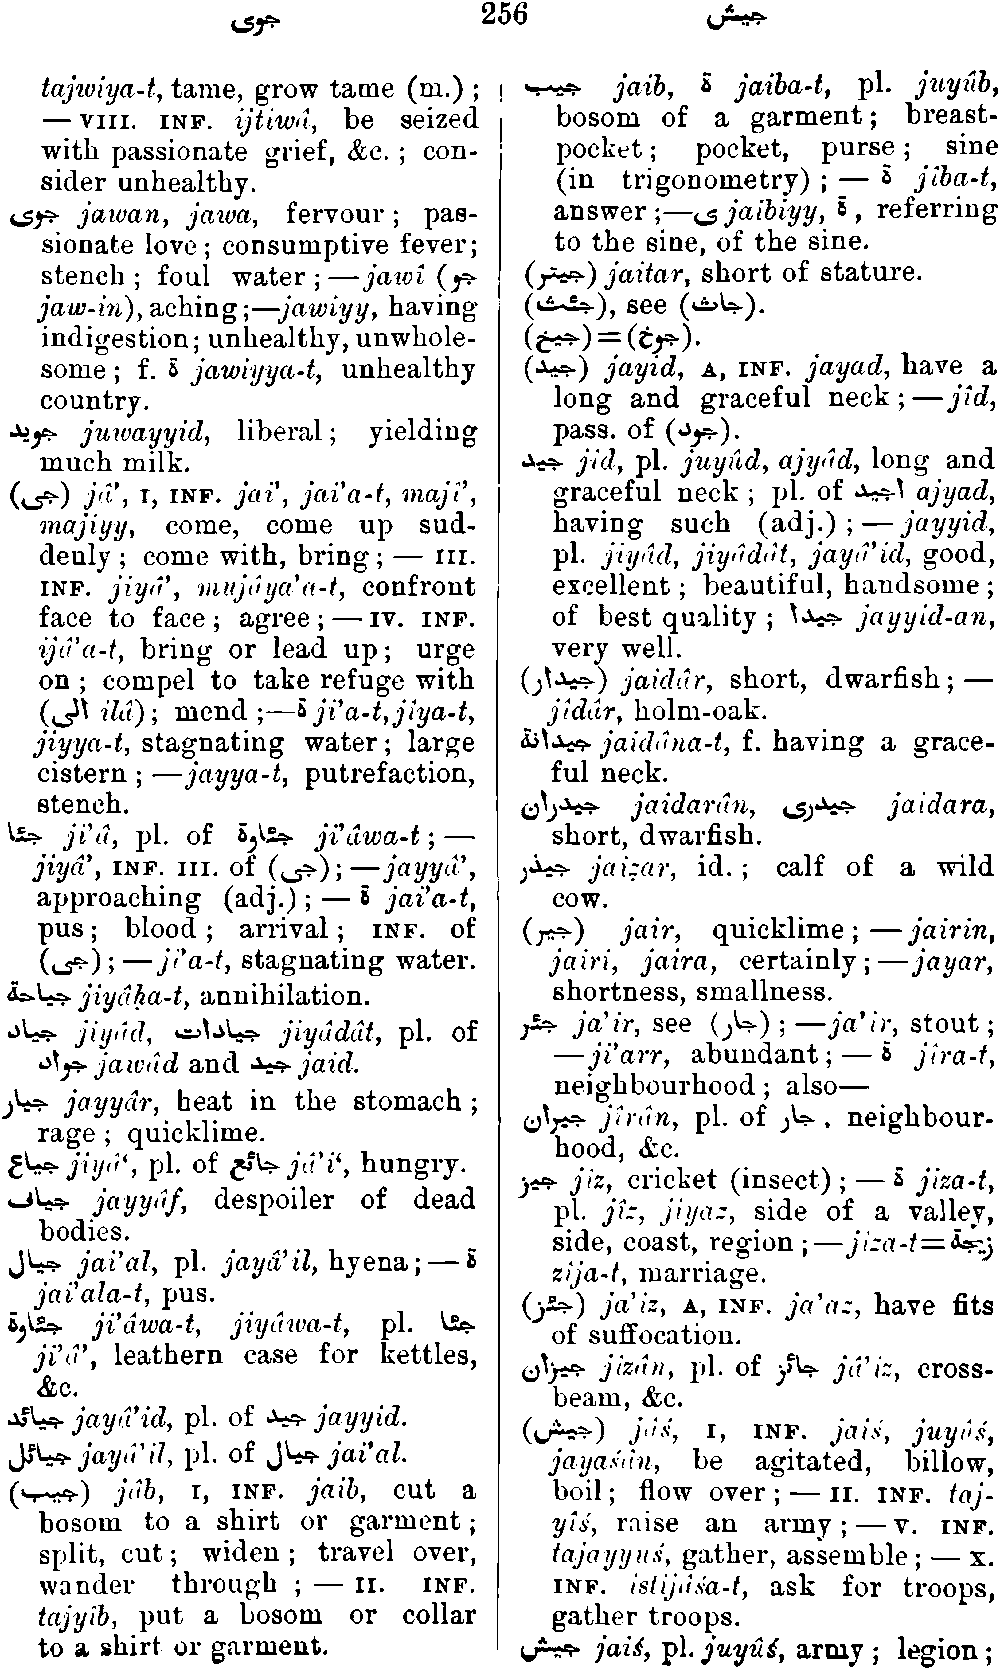 جوى 256 جيش
tajwiya-t, tame, grow tame (m.) ;
— VIII. INF. ijtiwâ, be seized
with passionate grief, &c. ; con-
sider unhealthy.
جوى jawan, jawa, fervour ; pas-
sionate love ; consumptive fever ;
stench ; foul water ; — jawî (جو
jaw-in), aching ; — jawiyy, having
indigestion ; unhealthy, unwhole-
some ; f. ة jawiyya-t, unhealthy
country.
جويد juwayyid, liberal ; yielding
much milk.
(جى) jâ', I, INF. jai', jai'a-t, majî',
majiyy, come, come up sud-
denly ; come with, bring ; — III.
INF. jiyâ', mujâya'a-t, confront
face to face ; agree ; — IV. INF.
ijâ'a-t, bring or lead up ; urge
on ; compel to take refuge with
(الى ilâ) ; mend ; — ة ji'a-t, jîya-t,
jiyya-t, stagnating water ; large
cistern ; — jayya-t, putrefaction,
stench.
جئا ji'â, pl. of جئاوة ji'âwa-t ; —
jiyâ', INF. III. of (جى) ; — jayyâ',
approaching (adj.) ; — ة jai'a-t,
pus ; blood ; arrival ; INF. of
(جى) ; — ji'a-t, stagnating water.
جياحة jiyâḥa-t, annihilation.
جياد jiyâd, جيادات jiyâdât, pl. of
جواد jawâd and جيد jaid.
جيار jayyâr, heat in the stomach ;
rage ; quicklime.
جياع jiyâ‘, pl. of جائع jâ'i‘, hungry.
جياف jayyâf, despoiler of dead
bodies.
جيال jai'al, pl. jayâ'il, hyena ; — ة
jai'ala-t, pus.
جئاوة ji'âwa-t, jiyâwa-t, pl. جئا
ji'â', leathern case for kettles,
&c.
جيائد jayâ'id, pl. of جيد jayyid.
جيائل jayâ'il, pl. of جيال jai'al.
(جيب) jâb, I, INF. jaib, cut a
bosom to a shirt or garment ;
split, cut ; widen ; travel over,
wander through ; — II. INF.
tajyîb, put a bosom or collar
to a shirt or garment.
جيب jaib, ة jaiba-t, pl. juyûb,
bosom of a garment ; breast-
pocket ; pocket, purse ; sine
(in trigonometry) ; — ة jîba-t,
answer ; — ى jaibiyy, ة, referring
to the sine, of the sine.
(جيتر) jaitar, short of stature.
(جئث), see (جاث).
(جيخ) = (جوخ).
(جيد) jayid, A, INF. jayad, have a
long and graceful neck ; — jîd,
pass. of (جود).
جيد jîd, pl. juyûd, ajyâd, long and
graceful neck ; pl. of اجيد ajyad,
having such (adj.) ; — jayyid,
pl. jiyâd, jiyâdât, jayâ'id, good,
excellent ; beautiful, handsome ;
of best quality ; جيدا jayyid-an,
very well.
(جيدار) jaidâr, short, dwarfish ; —
jîdâr, holm-oak.
جيدانة jaidâna-t, f. having a grace-
ful neck.
جيدران jaidarân, جيدرى jaidara,
short, dwarfish.
جيذر jaiẓar, id. ; calf of a wild
cow.
(جير) jair, quicklime ; — jairin,
jairi, jaira, certainly ; — jayar,
shortness, smallness.
جئر ja'ir, see (جار) ; — ja'ir, stout ;
— ji'arr, abundant ; — ة jîra-t,
neighbourhood ; also—
جيران jîrân, pl. of جار, neighbour-
hood, &c.
جيز jîz, cricket (insect) ; — ة jîza-t,
pl. jîz, jiyaz, side of a valley,
side, coast, region ; — jîza-t = زيجة
zîja-t, marriage.
(جئز) ja'iz, A, INF. ja'az, have fits
of suffocation.
جيزان jîzân, pl. of جائز jâ'iz, cross-
beam, &c.
(جيش) jâś, I, INF. jaiś, juyûś,
jayaśân, be agitated, billow,
boil ; flow over ; — II. INF. taj-
yîś, raise an army ; — V. INF.
tajayyuś, gather, assemble ; — X.
INF. istijâśa-t, ask for troops,
gather troops.
جيش jaiś, pl. juyûś, army ; legion ;